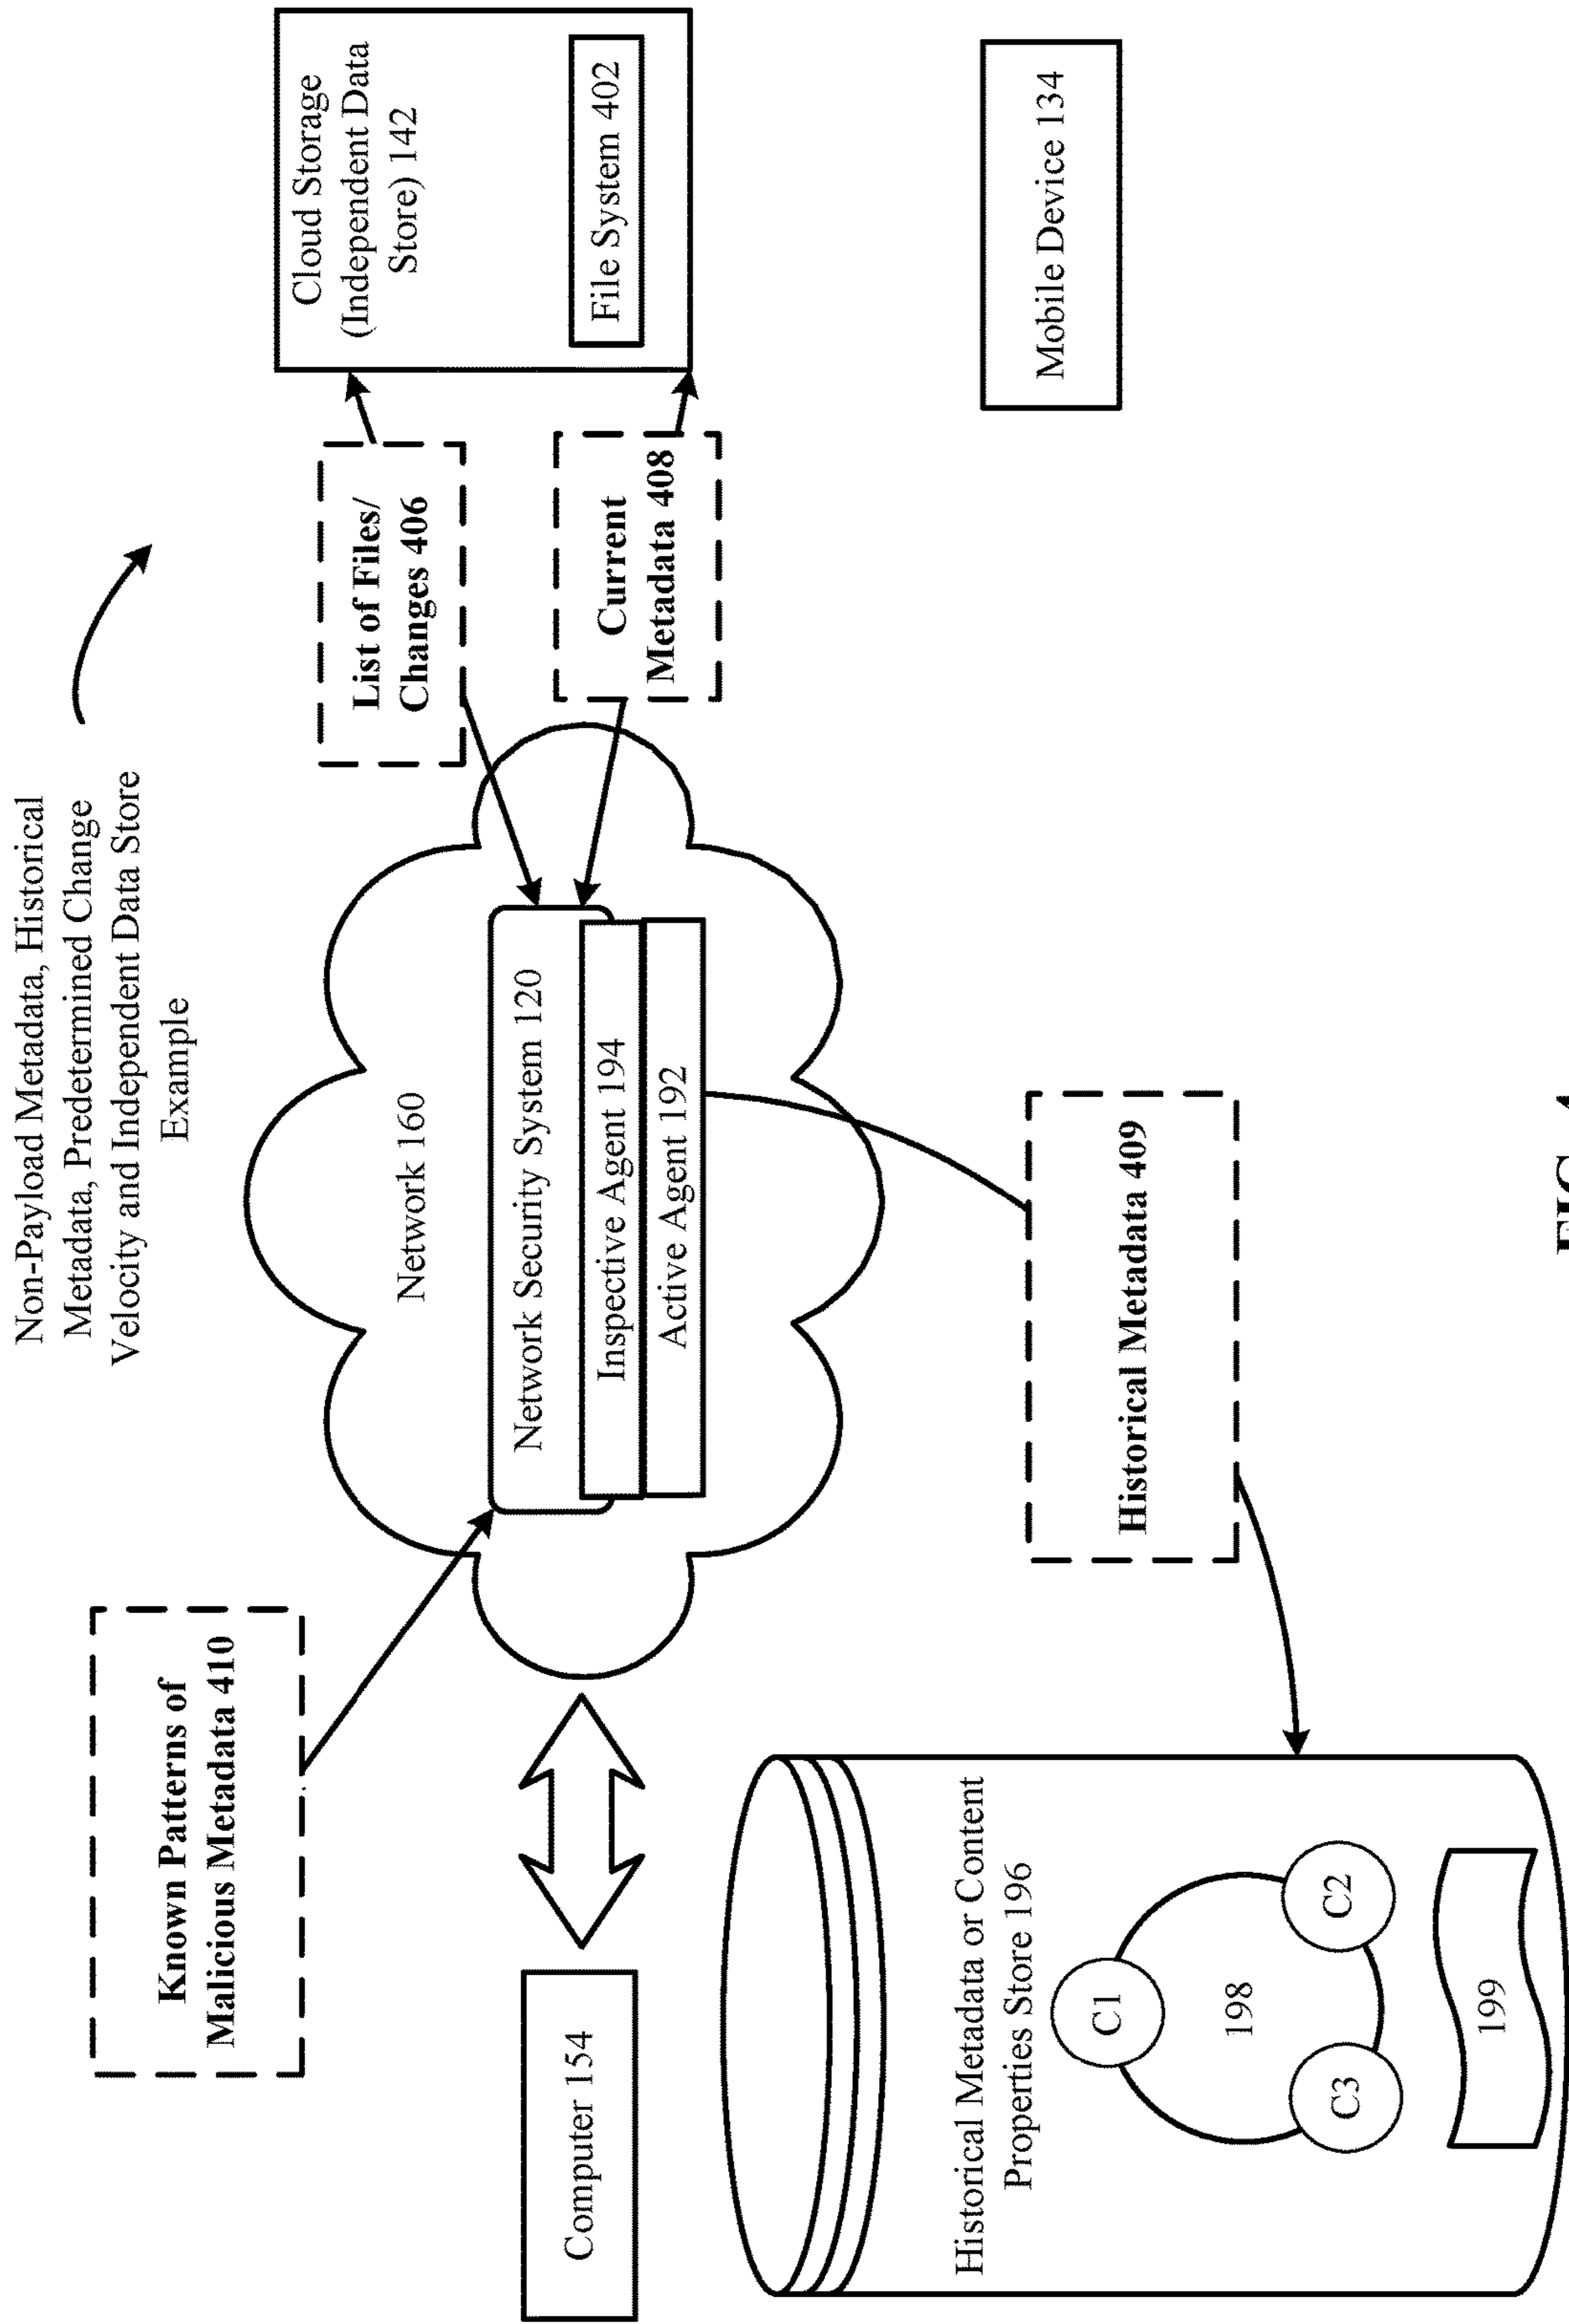 Non-Payload Metadata, Historical
Metadata, Predetermined Change
Velocity and Independent Data Store
Example
Known Patterns of
Malicious Metadata 410
List of Files/
Changes 406
Cloud Storage
(Independent Data
Store) 142
File System 402
Current
Metadata 408
Network 160
Network Security System 120
Inspective Agent 194
Active Agent 192
Computer 154
Mobile Device 134
Historical Metadata 409
Historical Metadata or Content
Properties Store 196
C1
198
C3
C2
199